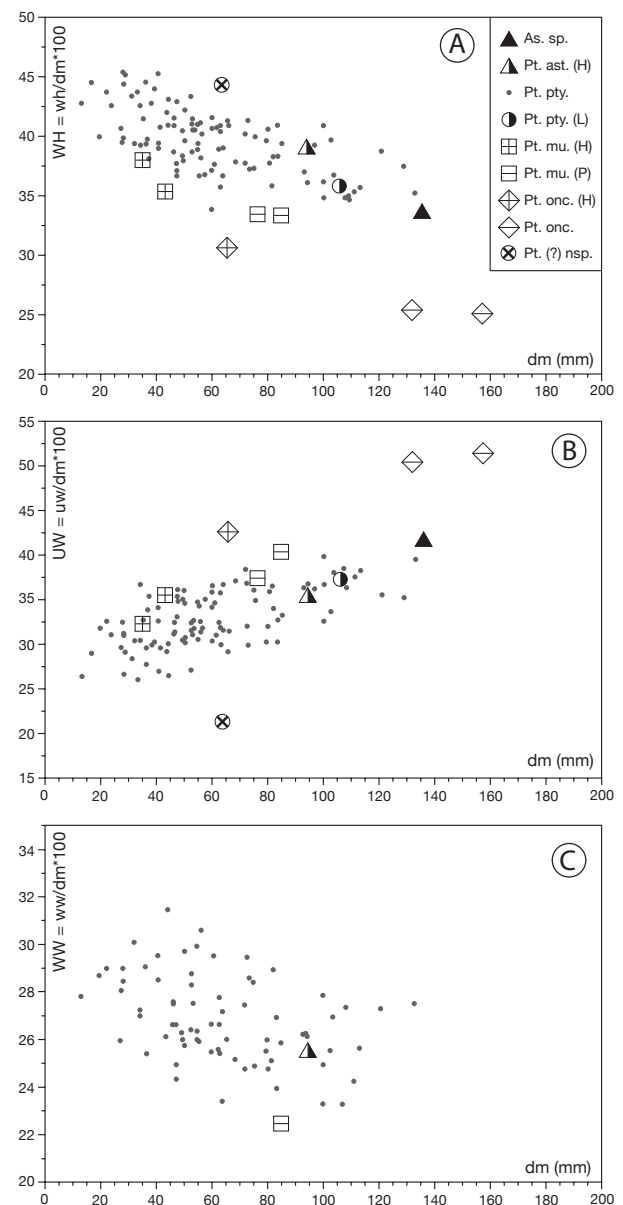 50
45
40
35
30
25
20
WH = wh/dm*100
A
As. sp.
Pt. ast. (H)
Pt. pty.
Pt. pty. (L)
Pt. mu. (H)
Pt. mu. (P)
Pt. onc. (H)
Pt. onc.
Pt. (?) nsp.
dm (mm)
0 20 40 60 80 100 120 140 160 180 200
55
50
45
40
35
30
25
20
15
UW = uw/dm*100
B
dm (mm)
0 20 40 60 80 100 120 140 160 180 200
34
32
30
28
26
24
22
20
WW = ww/dm*100
C
dm (mm)
0 20 40 60 80 100 120 140 160 180 200